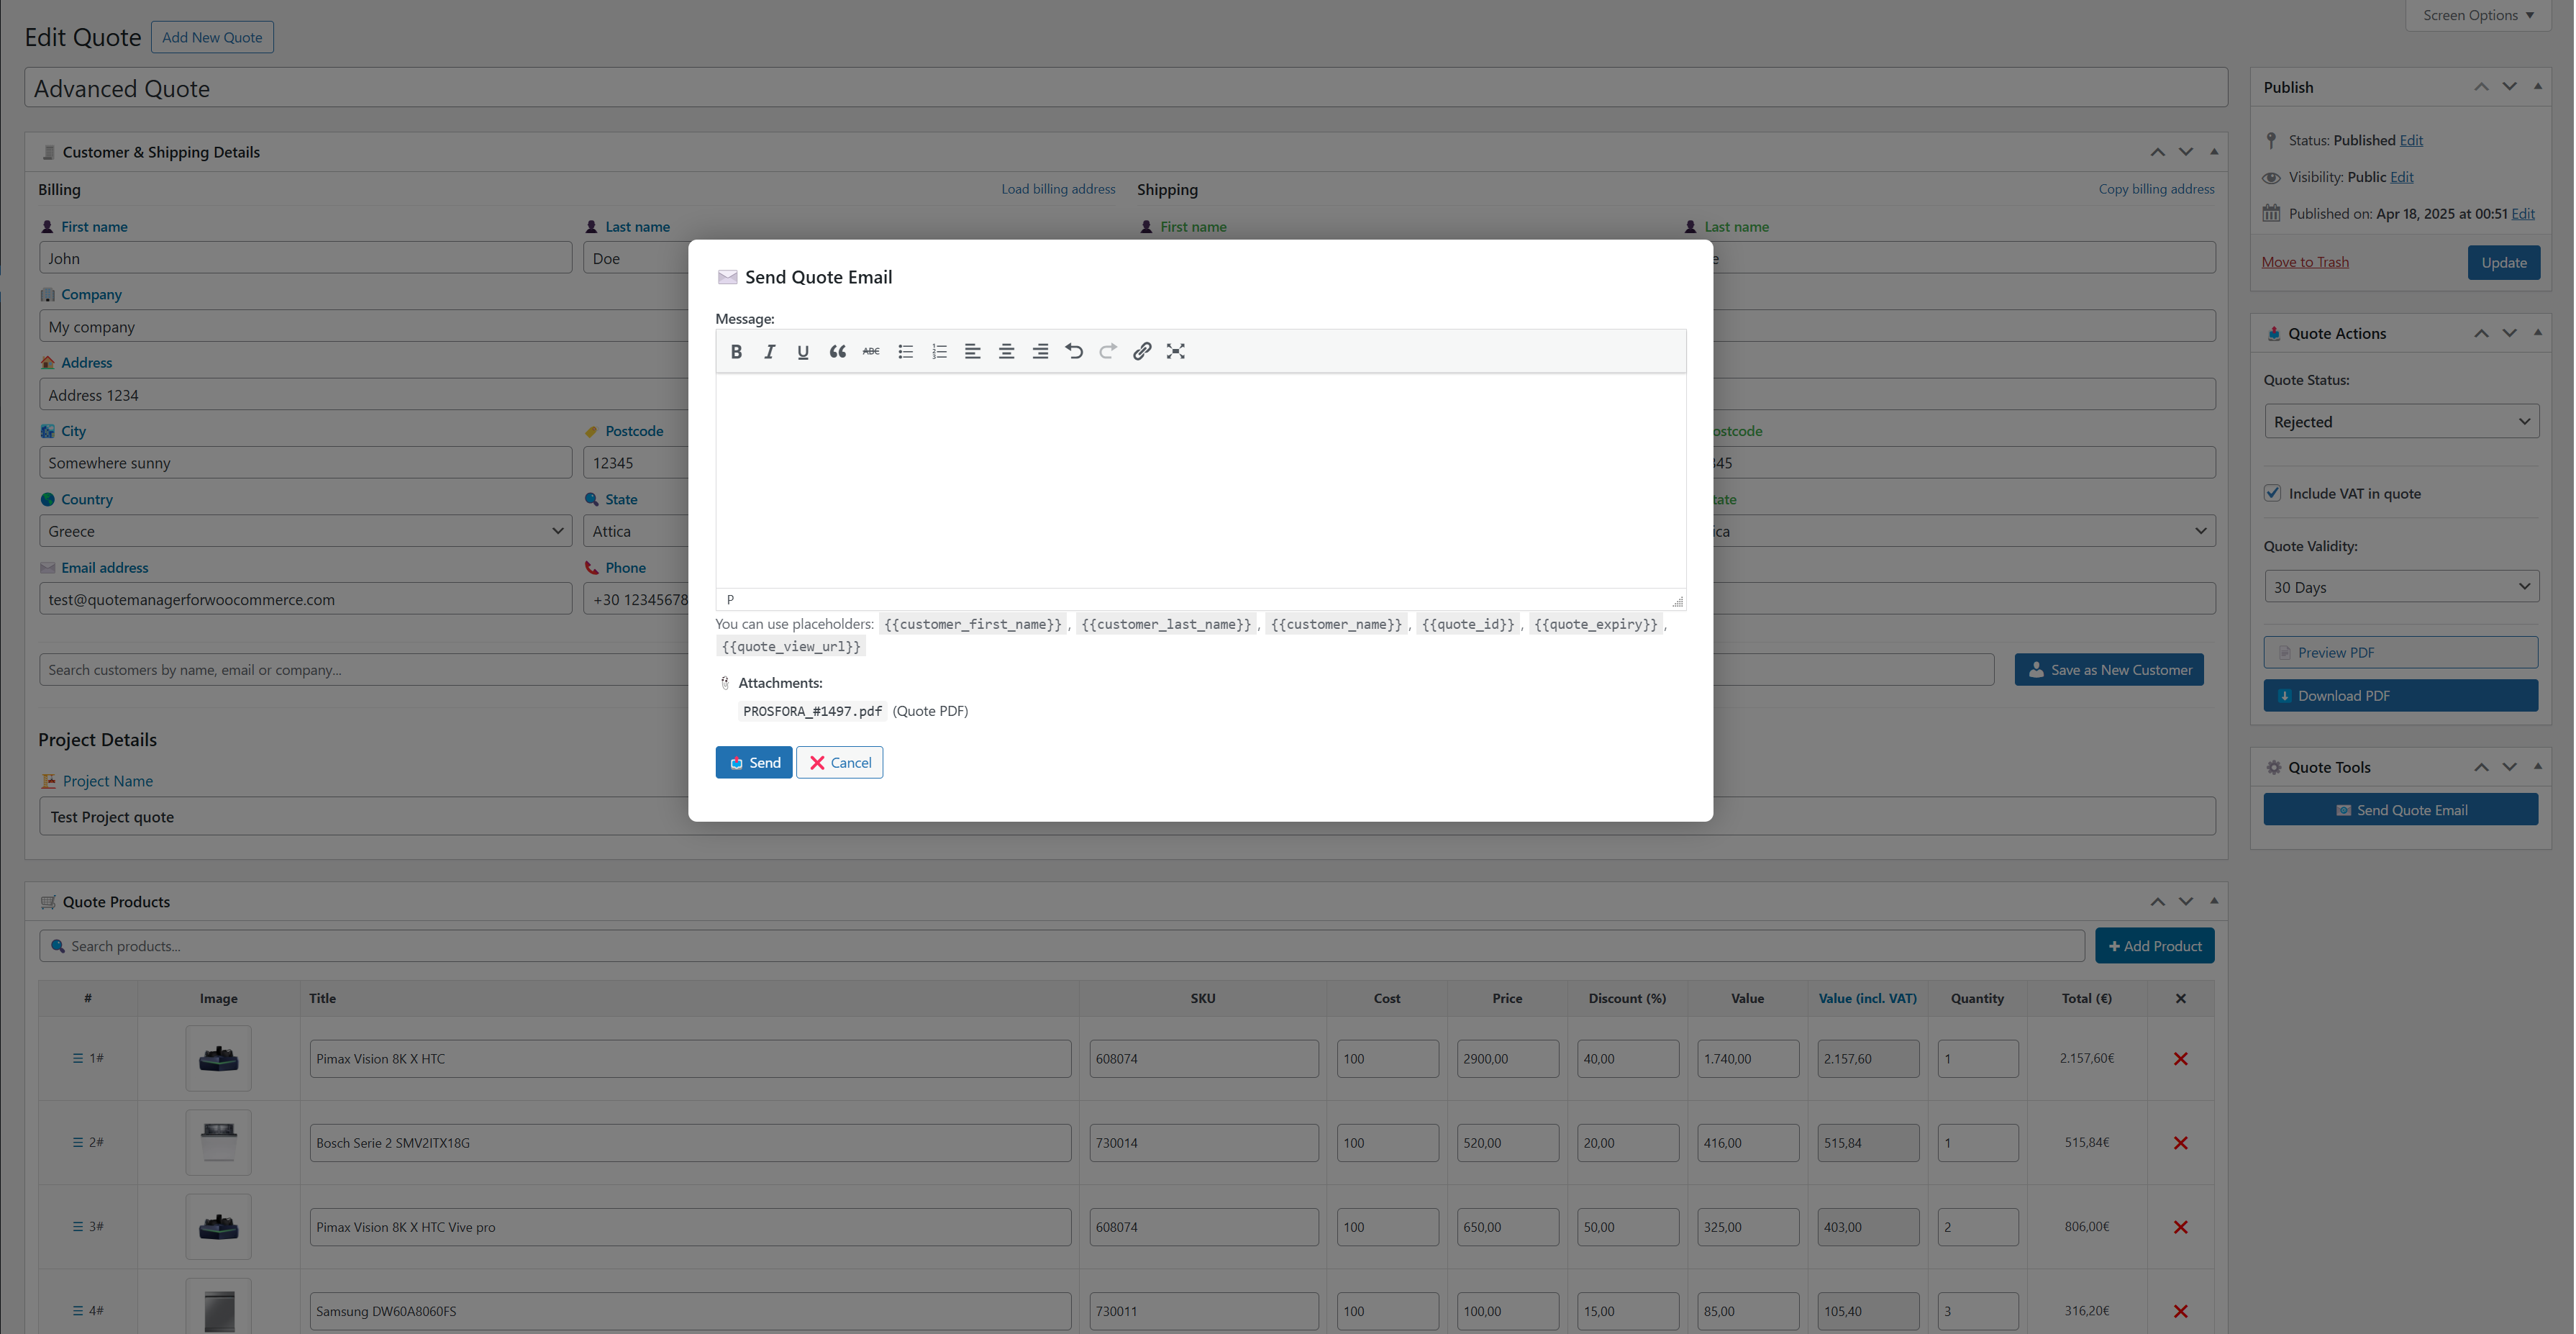 Screen Options
Edit Quote
Add New Quote
Advanced Quote
Customer & Shipping Details
Billing
Load billing address
Shipping
Copy billing address
First name
Last name
First name
Last name
John
Doe
Company
My company
Address
Address 1234
City
Postcode
ostcode
Somewhere sunny
12345
Country
State
tate
Greece
Attica
ica
Email address
Phone
test@quotemanagerforwoocommerce.com
+30 12345678
Search customers by name, email or company...
Save as New Customer
Project Details
Project Name
Test Project quote
Send Quote Email
Message:
B I U ABC
P
You can use placeholders: {{customer_first_name}}, {{customer_last_name}}, {{customer_name}}, {{quote_id}}, {{quote_expiry}},
{{quote_view_url}}
Attachments:
PROSFORA_#1497.pdf (Quote PDF)
Send
Cancel
Publish
Status: Published Edit
Visibility: Public Edit
Published on: Apr 18, 2025 at 00:51 Edit
Move to Trash
Update
Quote Actions
Quote Status:
Rejected
Include VAT in quote
Quote Validity:
30 Days
Preview PDF
Download PDF
Quote Tools
Send Quote Email
Quote Products
Search products...
Add Product
# Image Title SKU Cost Price Discount (%) Value Value (incl. VAT) Quantity Total (€)
1# Pimax Vision 8K X HTC 608074 100 2900,00 40,00 1.740,00 2.157,60 1 2.157,60€
2# Bosch Serie 2 SMV2ITX18G 730014 100 520,00 20,00 416,00 515,84 1 515,84€
3# Pimax Vision 8K X HTC Vive pro 608074 100 650,00 50,00 325,00 403,00 2 806,00€
4# Samsung DW60A8060FS 730011 100 100,00 15,00 85,00 105,40 3 316,20€